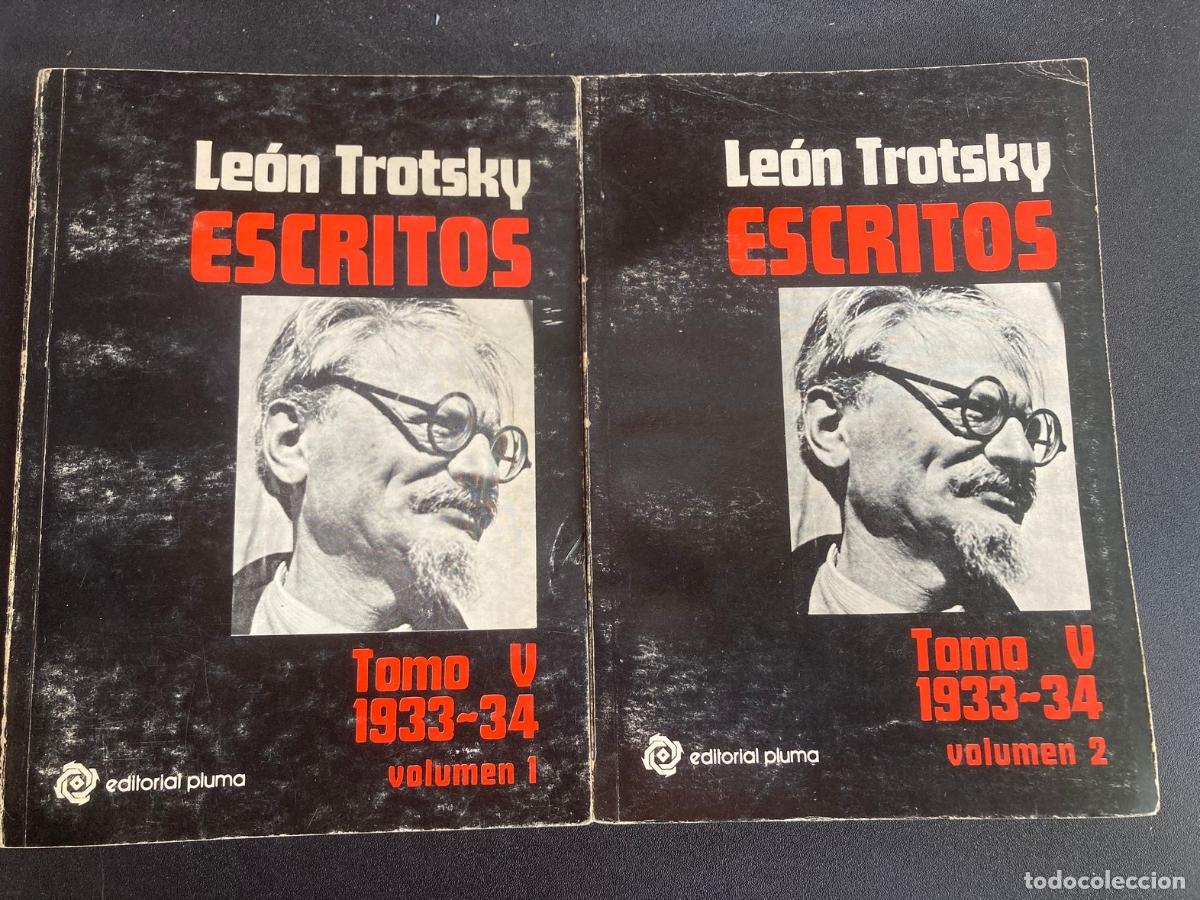 León Trotsky
ESCRITOS
Tomo V
1933-34
volumen 1
editorial pluma
León Trotsky
ESCRITOS
Tomo V
1933-34
volumen 2
editorial pluma
todocoleccion